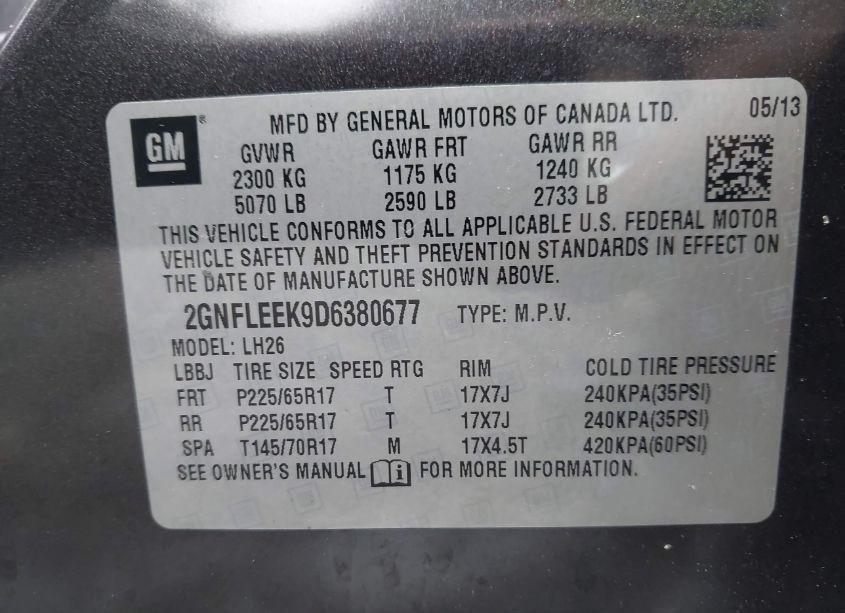 GM ® MFD BY GENERAL MOTORS OF CANADA LTD. 05/13
GVWR GAWR FRT GAWR RR
2300 KG 1175 KG 1240 KG
5070 LB 2590 LB 2733 LB
THIS VEHICLE CONFORMS TO ALL APPLICABLE U.S. FEDERAL MOTOR
VEHICLE SAFETY AND THEFT PREVENTION STANDARDS IN EFFECT ON
THE DATE OF MANUFACTURE SHOWN ABOVE.
2GNFLEEK9D6380677 TYPE: M.P.V.
MODEL: LH26
LBBJ TIRE SIZE SPEED RTG RIM COLD TIRE PRESSURE
FRT P225/65R17 T 17X7J 240KPA(35PSI)
RR P225/65R17 T 17X7J 240KPA(35PSI)
SPA T145/70R17 M 17X4.5T 420KPA(60PSI)
SEE OWNER'S MANUAL i FOR MORE INFORMATION.